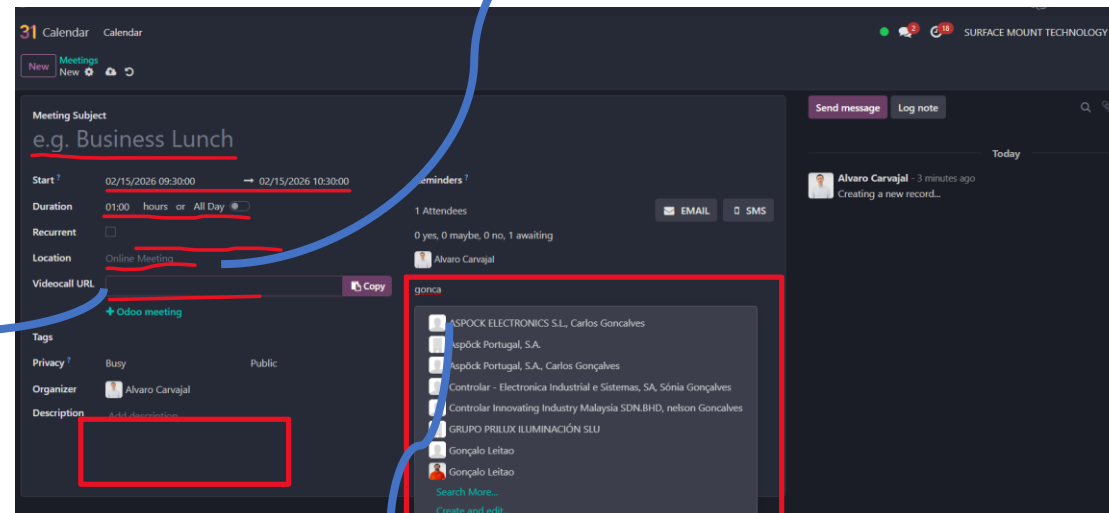 31 Calendar Calendar
2 18 SURFACE MOUNT TECHNOLOGY
New Meetings
New
Meeting Subject
e.g. Business Lunch
Start ? 02/15/2026 09:30:00 → 02/15/2026 10:30:00
Duration 01:00 hours or All Day
Recurrent
Location Online Meeting
Videocall URL Copy
+ Odoo meeting
Tags
Privacy ? Busy Public
Organizer Alvaro Carvajal
Description Add description
Reminders ?
1 Attendees EMAIL SMS
0 yes, 0 maybe, 0 no, 1 awaiting
Alvaro Carvajal
gonca
ASPOCK ELECTRONICS S.L., Carlos Goncalves
Aspöck Portugal, S.A.
Aspöck Portugal, S.A., Carlos Gonçalves
Controlar - Electronica Industrial e Sistemas, SA, Sónia Gonçalves
Controlar Innovating Industry Malaysia SDN.BHD, nelson Goncalves
GRUPO PRILUX ILUMINACIÓN SLU
Gonçalo Leitao
Gonçalo Leitao
Search More...
Create and edit...
Send message Log note
Today
Alvaro Carvajal - 3 minutes ago
Creating a new record...